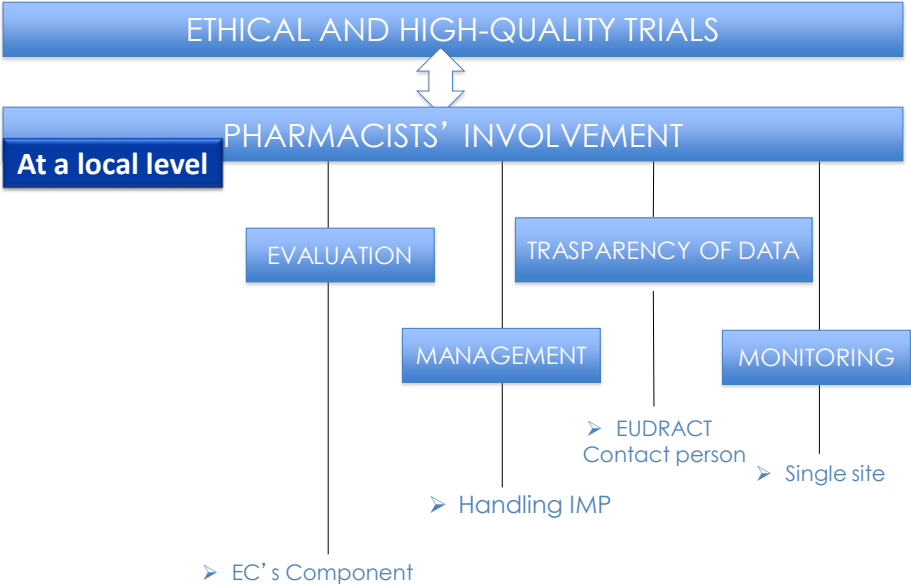 ETHICAL AND HIGH-QUALITY TRIALS
PHARMACISTS’ INVOLVEMENT
At a local level
EVALUATION
TRASPARENCY OF DATA
MANAGEMENT
MONITORING
➢ EUDRACT
Contact person
➢ Single site
➢ Handling IMP
➢ EC’s Component